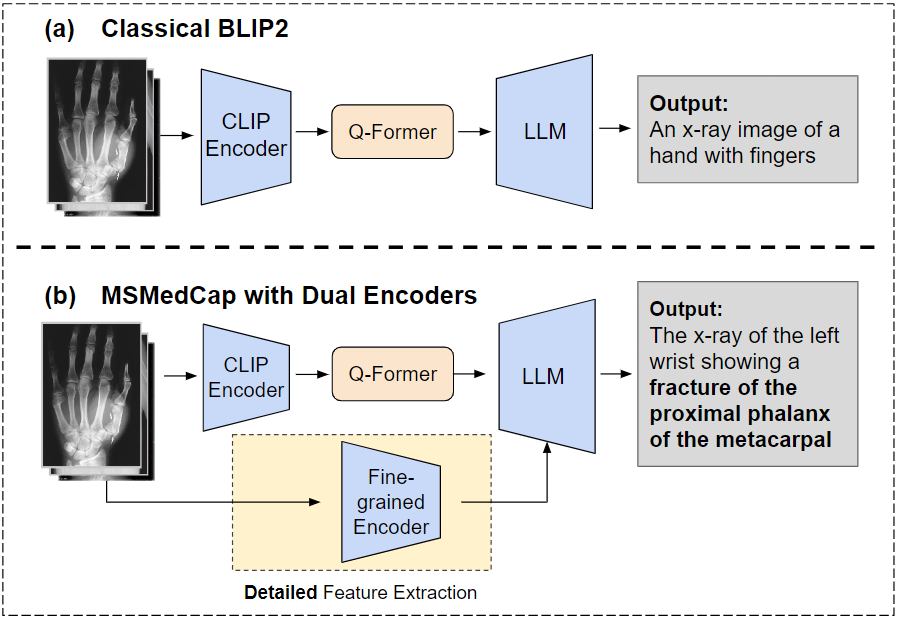 (a) Classical BLIP2
CLIP
Encoder
Q-Former
LLM
Output:
An x-ray image of a
hand with fingers
(b) MSMedCap with Dual Encoders
CLIP
Encoder
Q-Former
LLM
Output:
The x-ray of the left
wrist showing a
fracture of the
proximal phalanx
of the metacarpal
Fine-
grained
Encoder
Detailed Feature Extraction